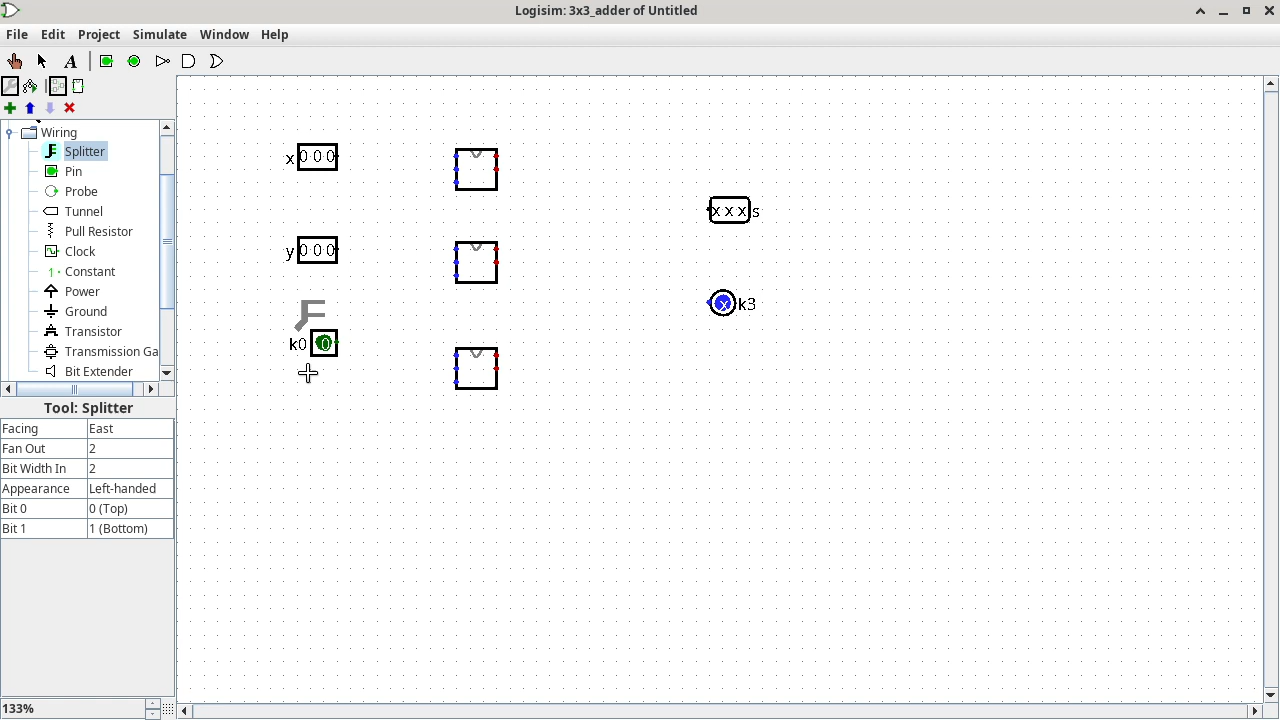 Logisim: 3x3_adder of Untitled
File Edit Project Simulate Window Help
A
Wiring
Splitter
Pin
Probe
Tunnel
Pull Resistor
Clock
1 Constant
Power
Ground
Transistor
Transmission Ga
Bit Extender
Tool: Splitter
Facing East
Fan Out 2
Bit Width In 2
Appearance Left-handed
Bit 0 0 (Top)
Bit 1 1 (Bottom)
133%
x 0 0 0
y 0 0 0
k0 0
x x x s
x k3